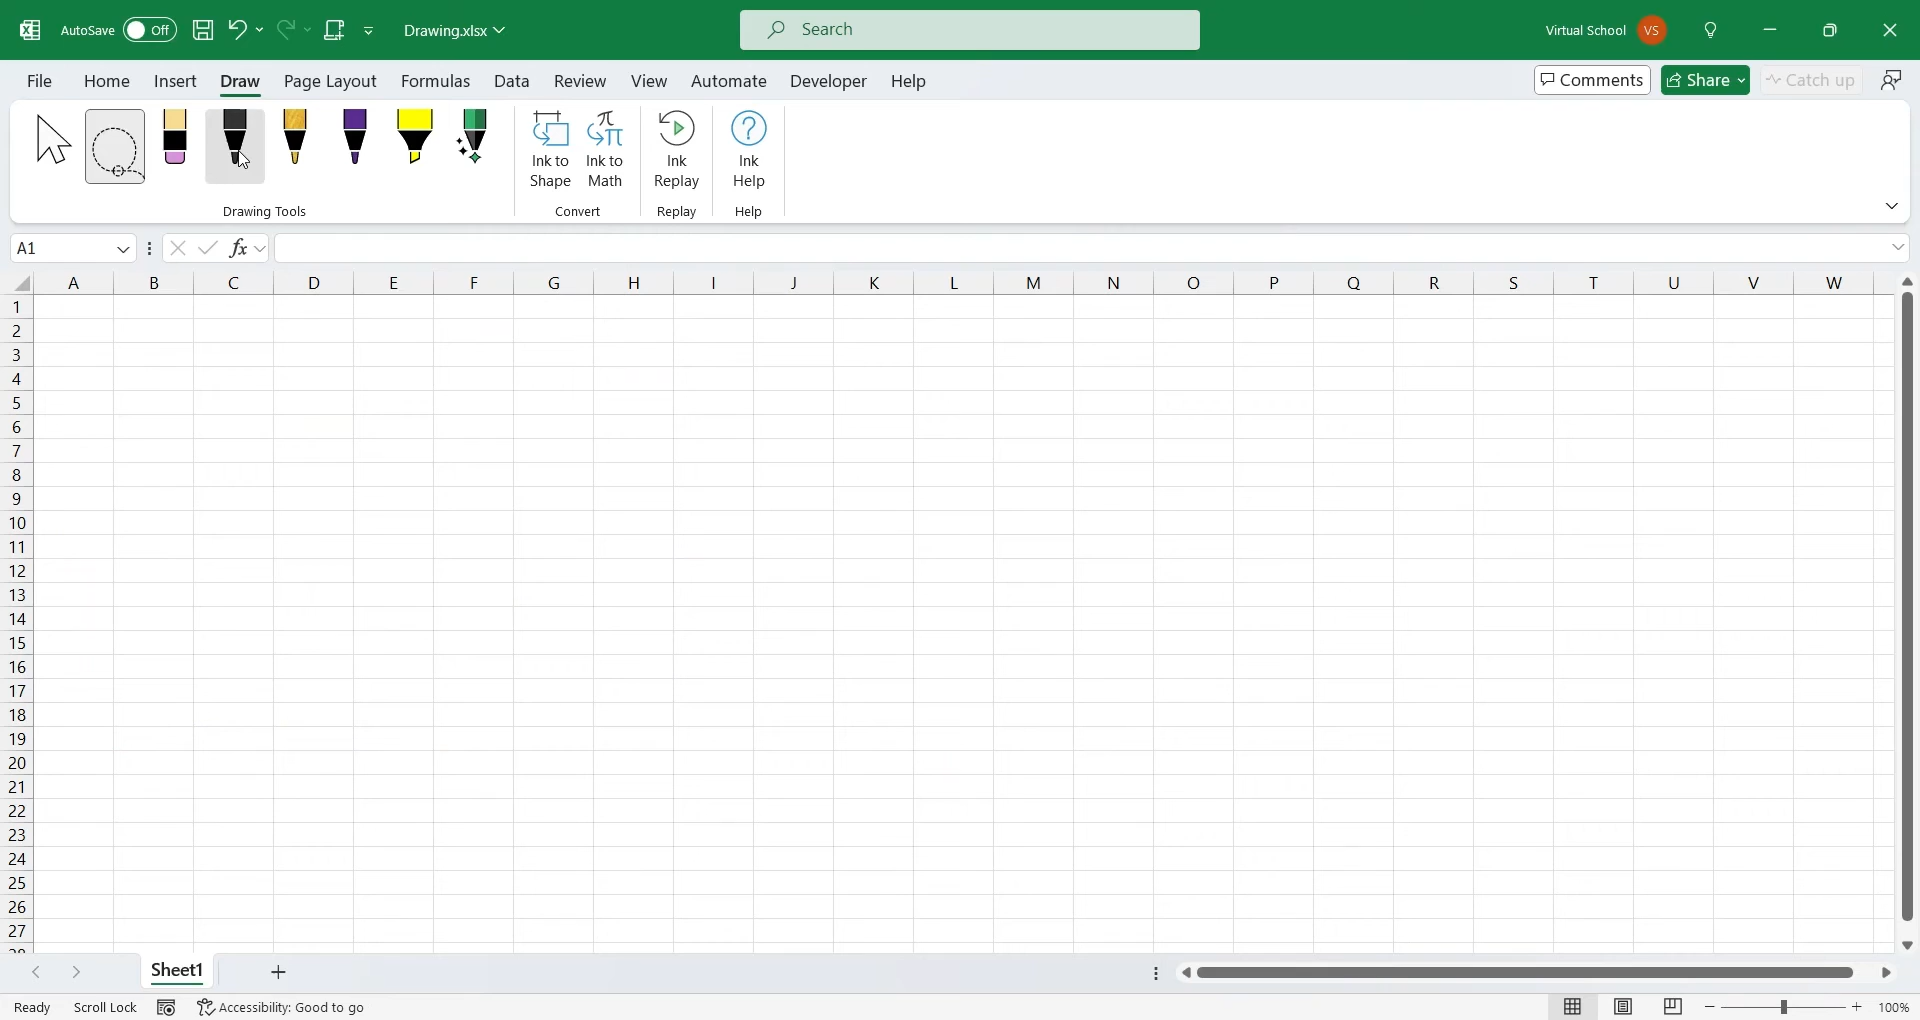 AutoSave Off Drawing.xlsx Search Virtual School VS
File Home Insert Draw Page Layout Formulas Data Review View Automate Developer Help Comments Share Catch up
Ink to Shape
Ink to Math
Ink Replay
Ink Help
Drawing Tools Convert Replay Help
A1 fx
A B C D E F G H I J K L M N O P Q R S T U V W
1
2
3
4
5
6
7
8
9
10
11
12
13
14
15
16
17
18
19
20
21
22
23
24
25
26
27
28
Sheet1
Ready Scroll Lock Accessibility: Good to go 100%